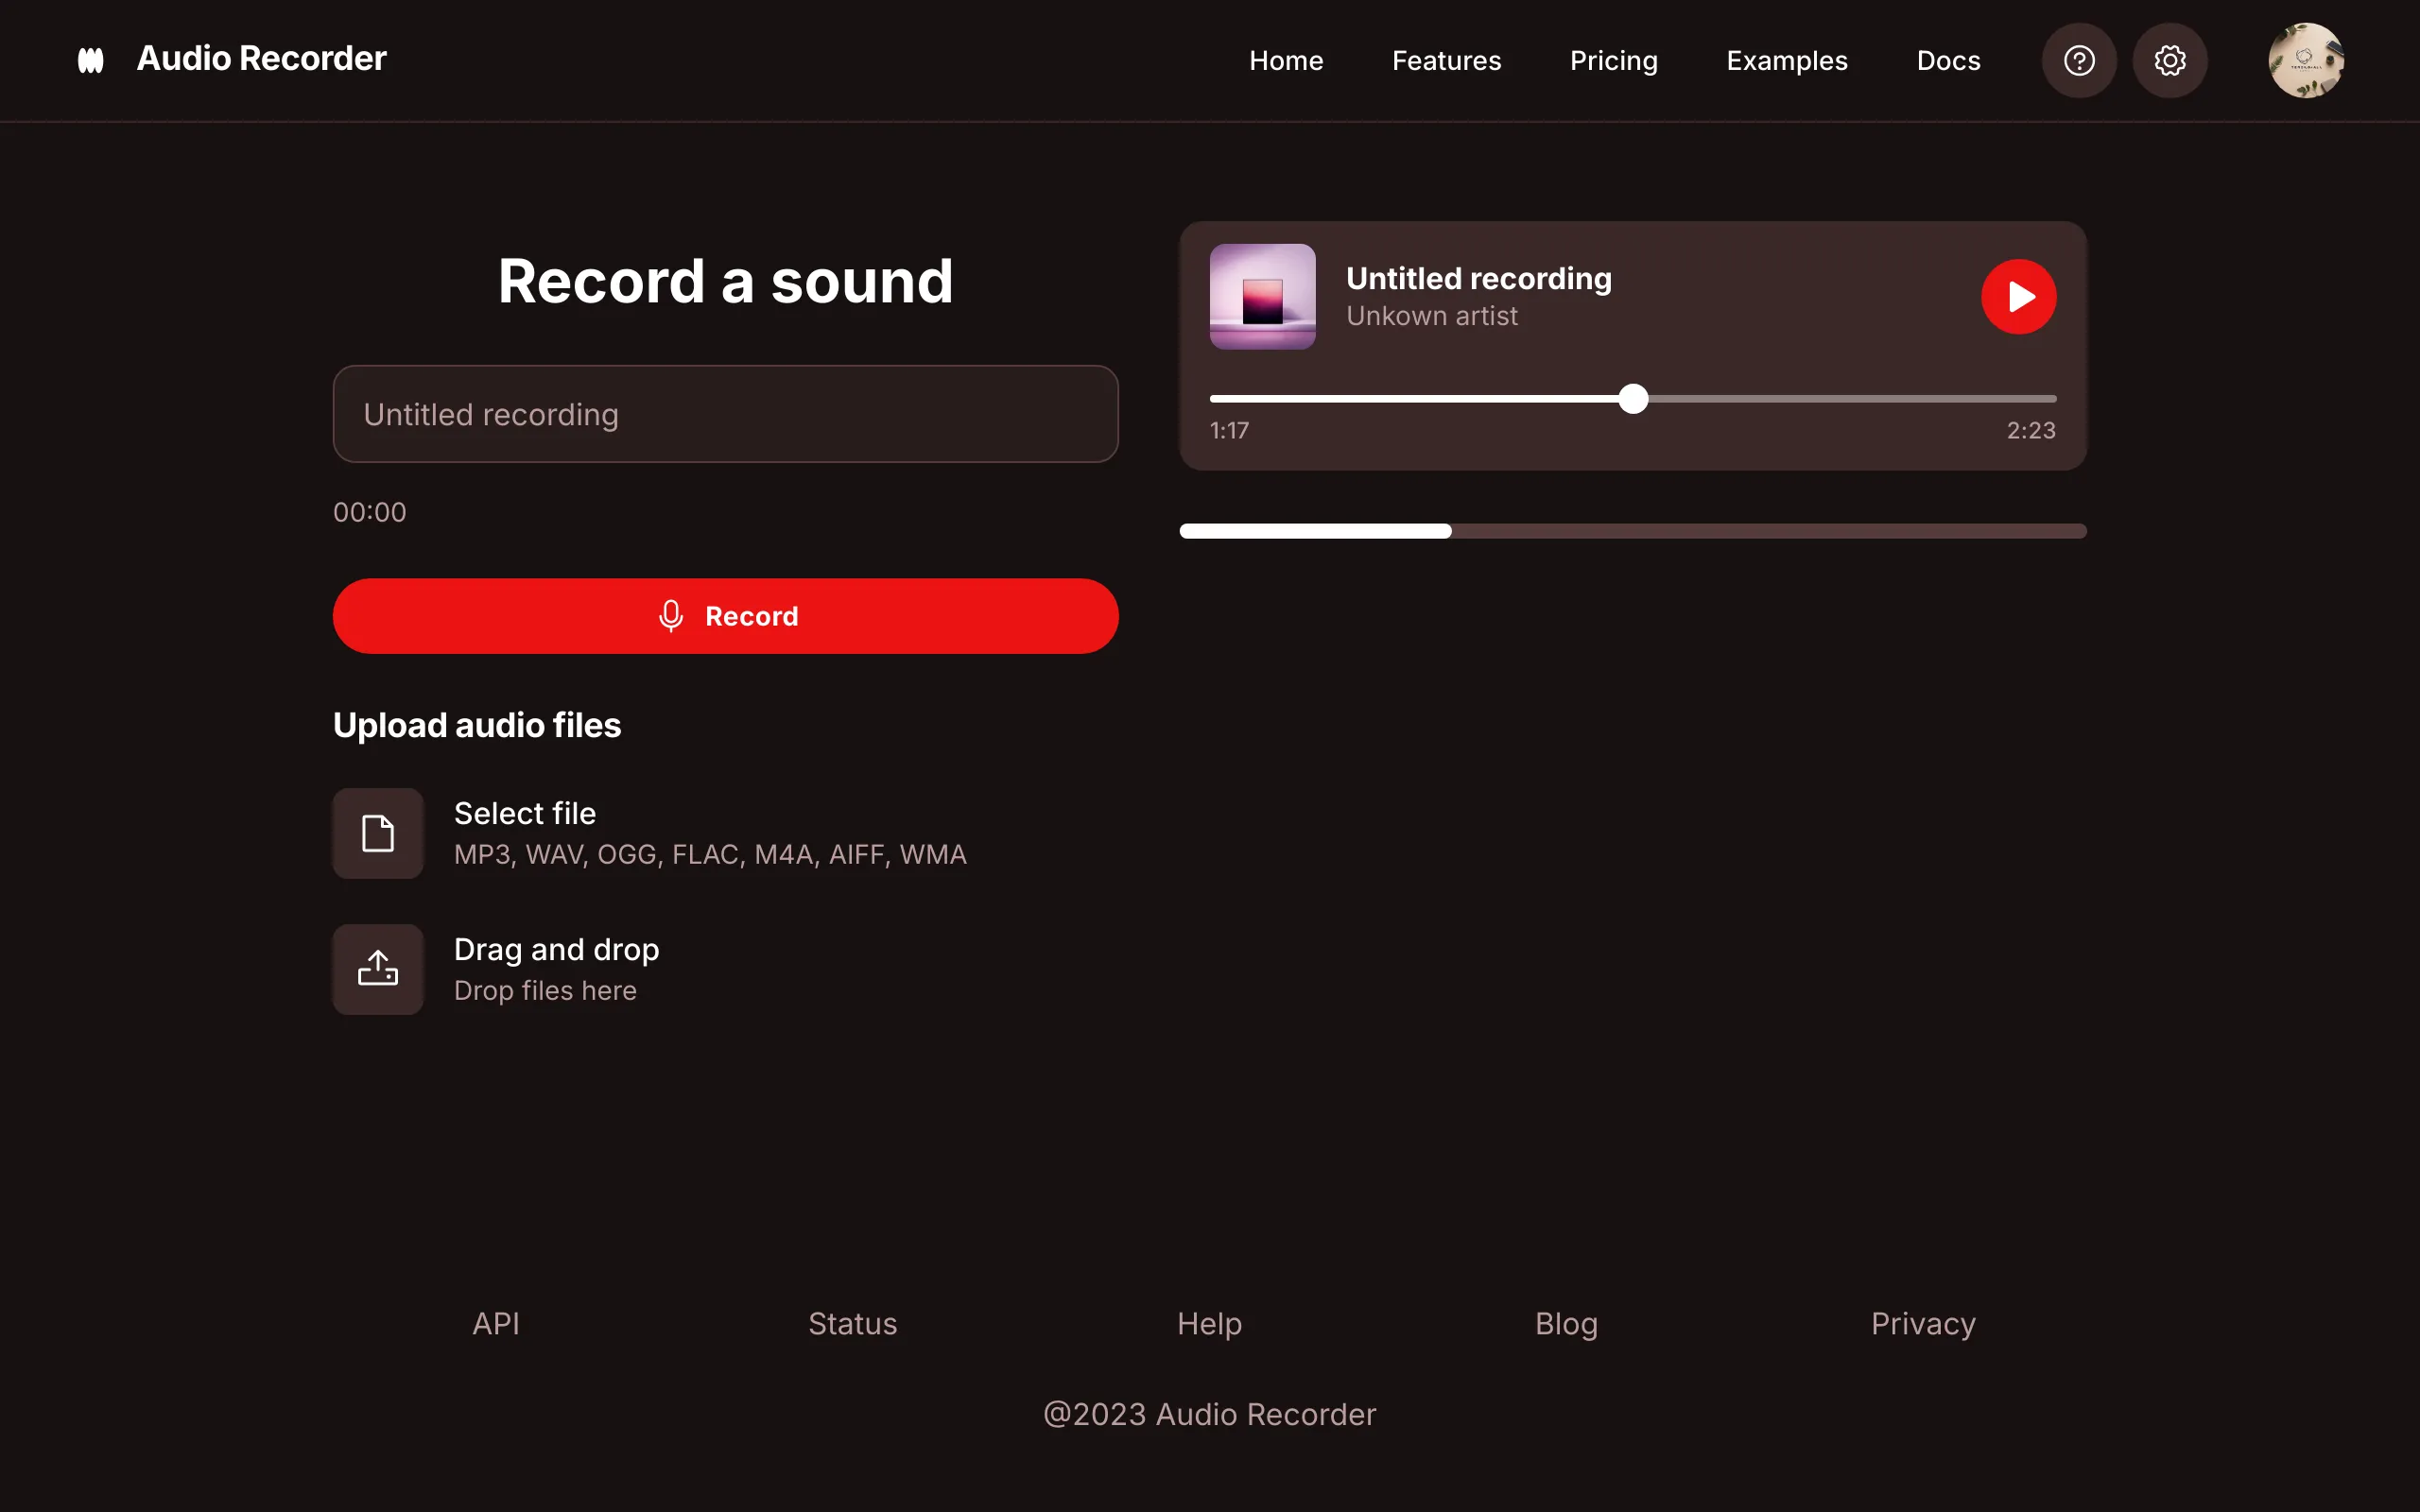 Audio Recorder
Home
Features
Pricing
Examples
Docs
Record a sound
Untitled recording
00:00
Record
Upload audio files
Select file
MP3, WAV, OGG, FLAC, M4A, AIFF, WMA
Drag and drop
Drop files here
Untitled recording
Unkown artist
1:17
2:23
API
Status
Help
Blog
Privacy
@2023 Audio Recorder